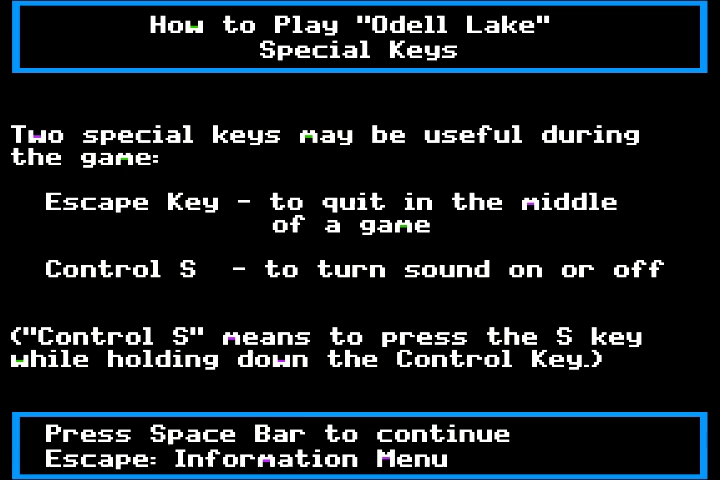 How to Play "Odell Lake"
Special Keys
Two special keys may be useful during
the game:
Escape Key - to quit in the middle
of a game
Control S - to turn sound on or off
("Control S" means to press the S key
while holding down the Control Key.)
Press Space Bar to continue
Escape: Information Menu